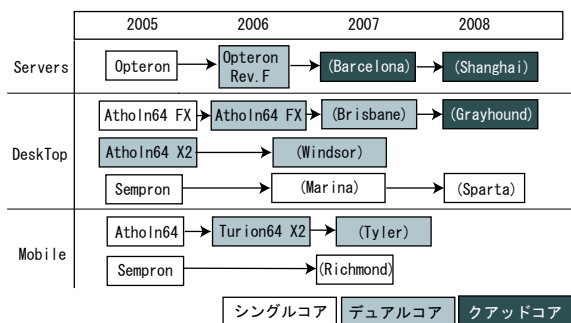 2005 2006 2007 2008
Servers
Opteron
Opteron
Rev.F
(Barcelona)
(Shanghai)
DeskTop
Atholn64 FX
Atholn64 FX
(Brisbane)
(Grayhound)
Atholn64 X2
(Windsor)
Sempron
(Marina)
(Sparta)
Mobile
Atholn64
Turion64 X2
(Tyler)
Sempron
(Richmond)
シングルコア
デュアルコア
クアッドコア